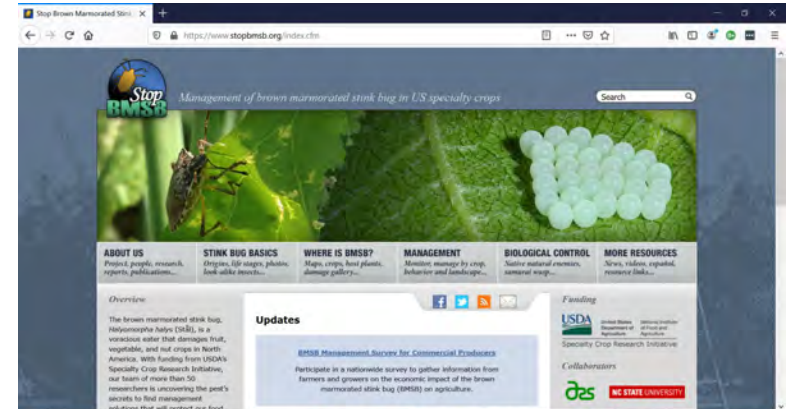 Stop Brown Marmorated Stin
https://www.stopbmsb.org/index.cfm
Stop
BMSB
Management of brown marmorated stink bug in US specialty crops
Search
ABOUT US
Project, people, research,
reports, publications...
STINK BUG BASICS
Origins, life stages, photos,
look-alike insects...
WHERE IS BMSB?
Maps, crops, host plants,
damage gallery...
MANAGEMENT
Monitor, manage by crop,
behavior and landscape...
BIOLOGICAL CONTROL
Native natural enemies,
samurai wasp...
MORE RESOURCES
News, videos, español,
resource links...
Overview
The brown marmorated stink bug,
Halyomorpha halys (Stål), is a
voracious eater that damages fruit,
vegetable, and nut crops in North
America. With funding from USDA's
Specialty Crop Research Initiative,
our team of more than 50
researchers is uncovering the pest's
secrets to find management
solutions that will protect our food
Updates
BMSB Management Survey for Commercial Producers
Participate in a nationwide survey to gather information from
farmers and growers on the economic impact of the brown
marmorated stink bug (BMSB) on agriculture.
Funding
USDA
United States
Department of
Agriculture
National Institute
of Food and
Agriculture
Specialty Crop Research Initiative
Collaborators
NC STATE UNIVERSITY